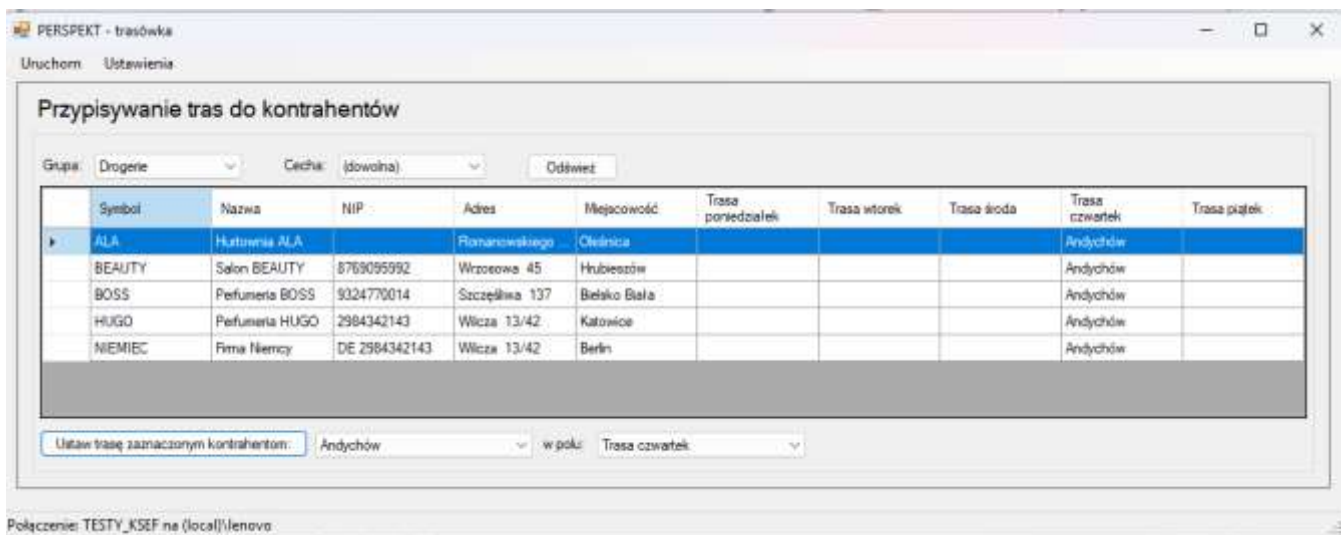 PERSPEKT - trasówka
Uruchom Ustawienia
Przypisywanie tras do kontrahentów
Grupa: Drogerie Cecha: (dowolna) Odśwież
Symbol Nazwa NIP Adres Miejscowość Trasa poniedziałek Trasa wtorek Trasa środa Trasa czwartek Trasa piątek
ALA Hurtownia ALA Romanowskiego ... Oleśnica Andychów
BEAUTY Salon BEAUTY 8769095992 Wrzosowa 45 Hrubieszów Andychów
BOSS Perfumeria BOSS 9324770014 Szczęśliwa 137 Bielsko Biała Andychów
HUGO Perfumeria HUGO 2984342143 Wilcza 13/42 Katowice Andychów
NIEMIEC Firma Niemcy DE 2984342143 Wilcza 13/42 Berlin Andychów
Ustaw trasę zaznaczonym kontrahentom: Andychów w polu: Trasa czwartek
Połączenie: TESTY_KSEF na (local)\lenovo